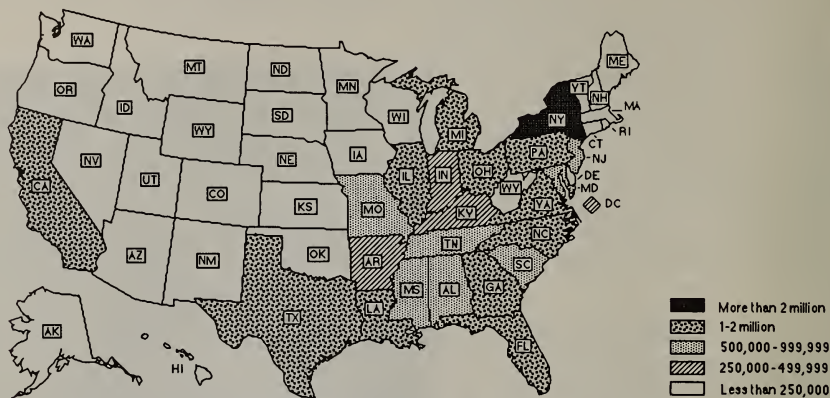 WA
MT
ND
MN
ME
OR
ID
SD
WI
YT
NH
MA
WY
MI
NY
RI
CT
NV
NE
IA
PA
NJ
UT
IL
IN
OH
DE
CA
CO
WY
MD
KS
MO
KY
YA
DC
AZ
NM
OK
AR
TN
NC
SC
MS
AL
GA
TX
LA
FL
AK
HI
More than 2 million
1-2 million
500,000-999,999
250,000-499,999
Less than 250,000